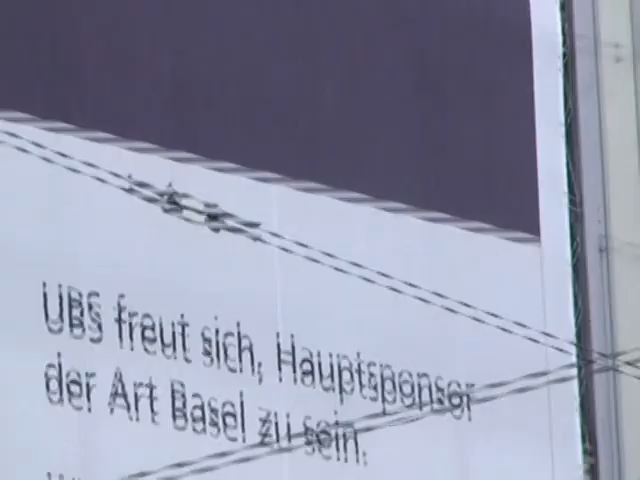 UBS freut sich, Hauptsponsor
der Art Basel zu sein.